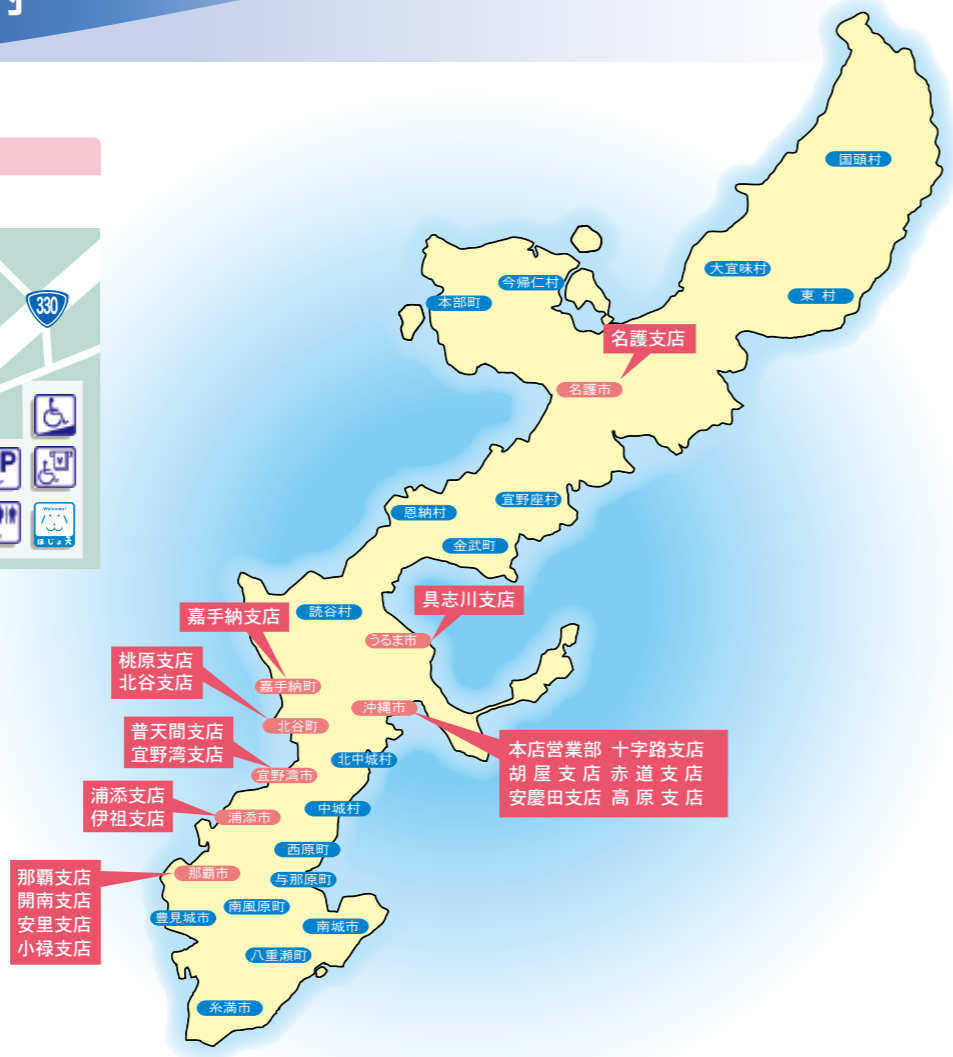 330
P
Welcome!
ほじょ犬
国頭村
大宜味村
東 村
今帰仁村
本部町
名護支店
名護市
宜野座村
恩納村
金武町
読谷村
具志川支店
うるま市
嘉手納支店
嘉手納町
桃原支店
北谷支店
北谷町
沖縄市
本店営業部 十字路支店
胡屋支店 赤道支店
安慶田支店 高原支店
普天間支店
宜野湾支店
宜野湾市
北中城村
浦添支店
伊祖支店
浦添市
中城村
西原町
那覇支店
開南支店
安里支店
小禄支店
那覇市
与那原町
南風原町
豊見城市
南城市
八重瀬町
糸満市